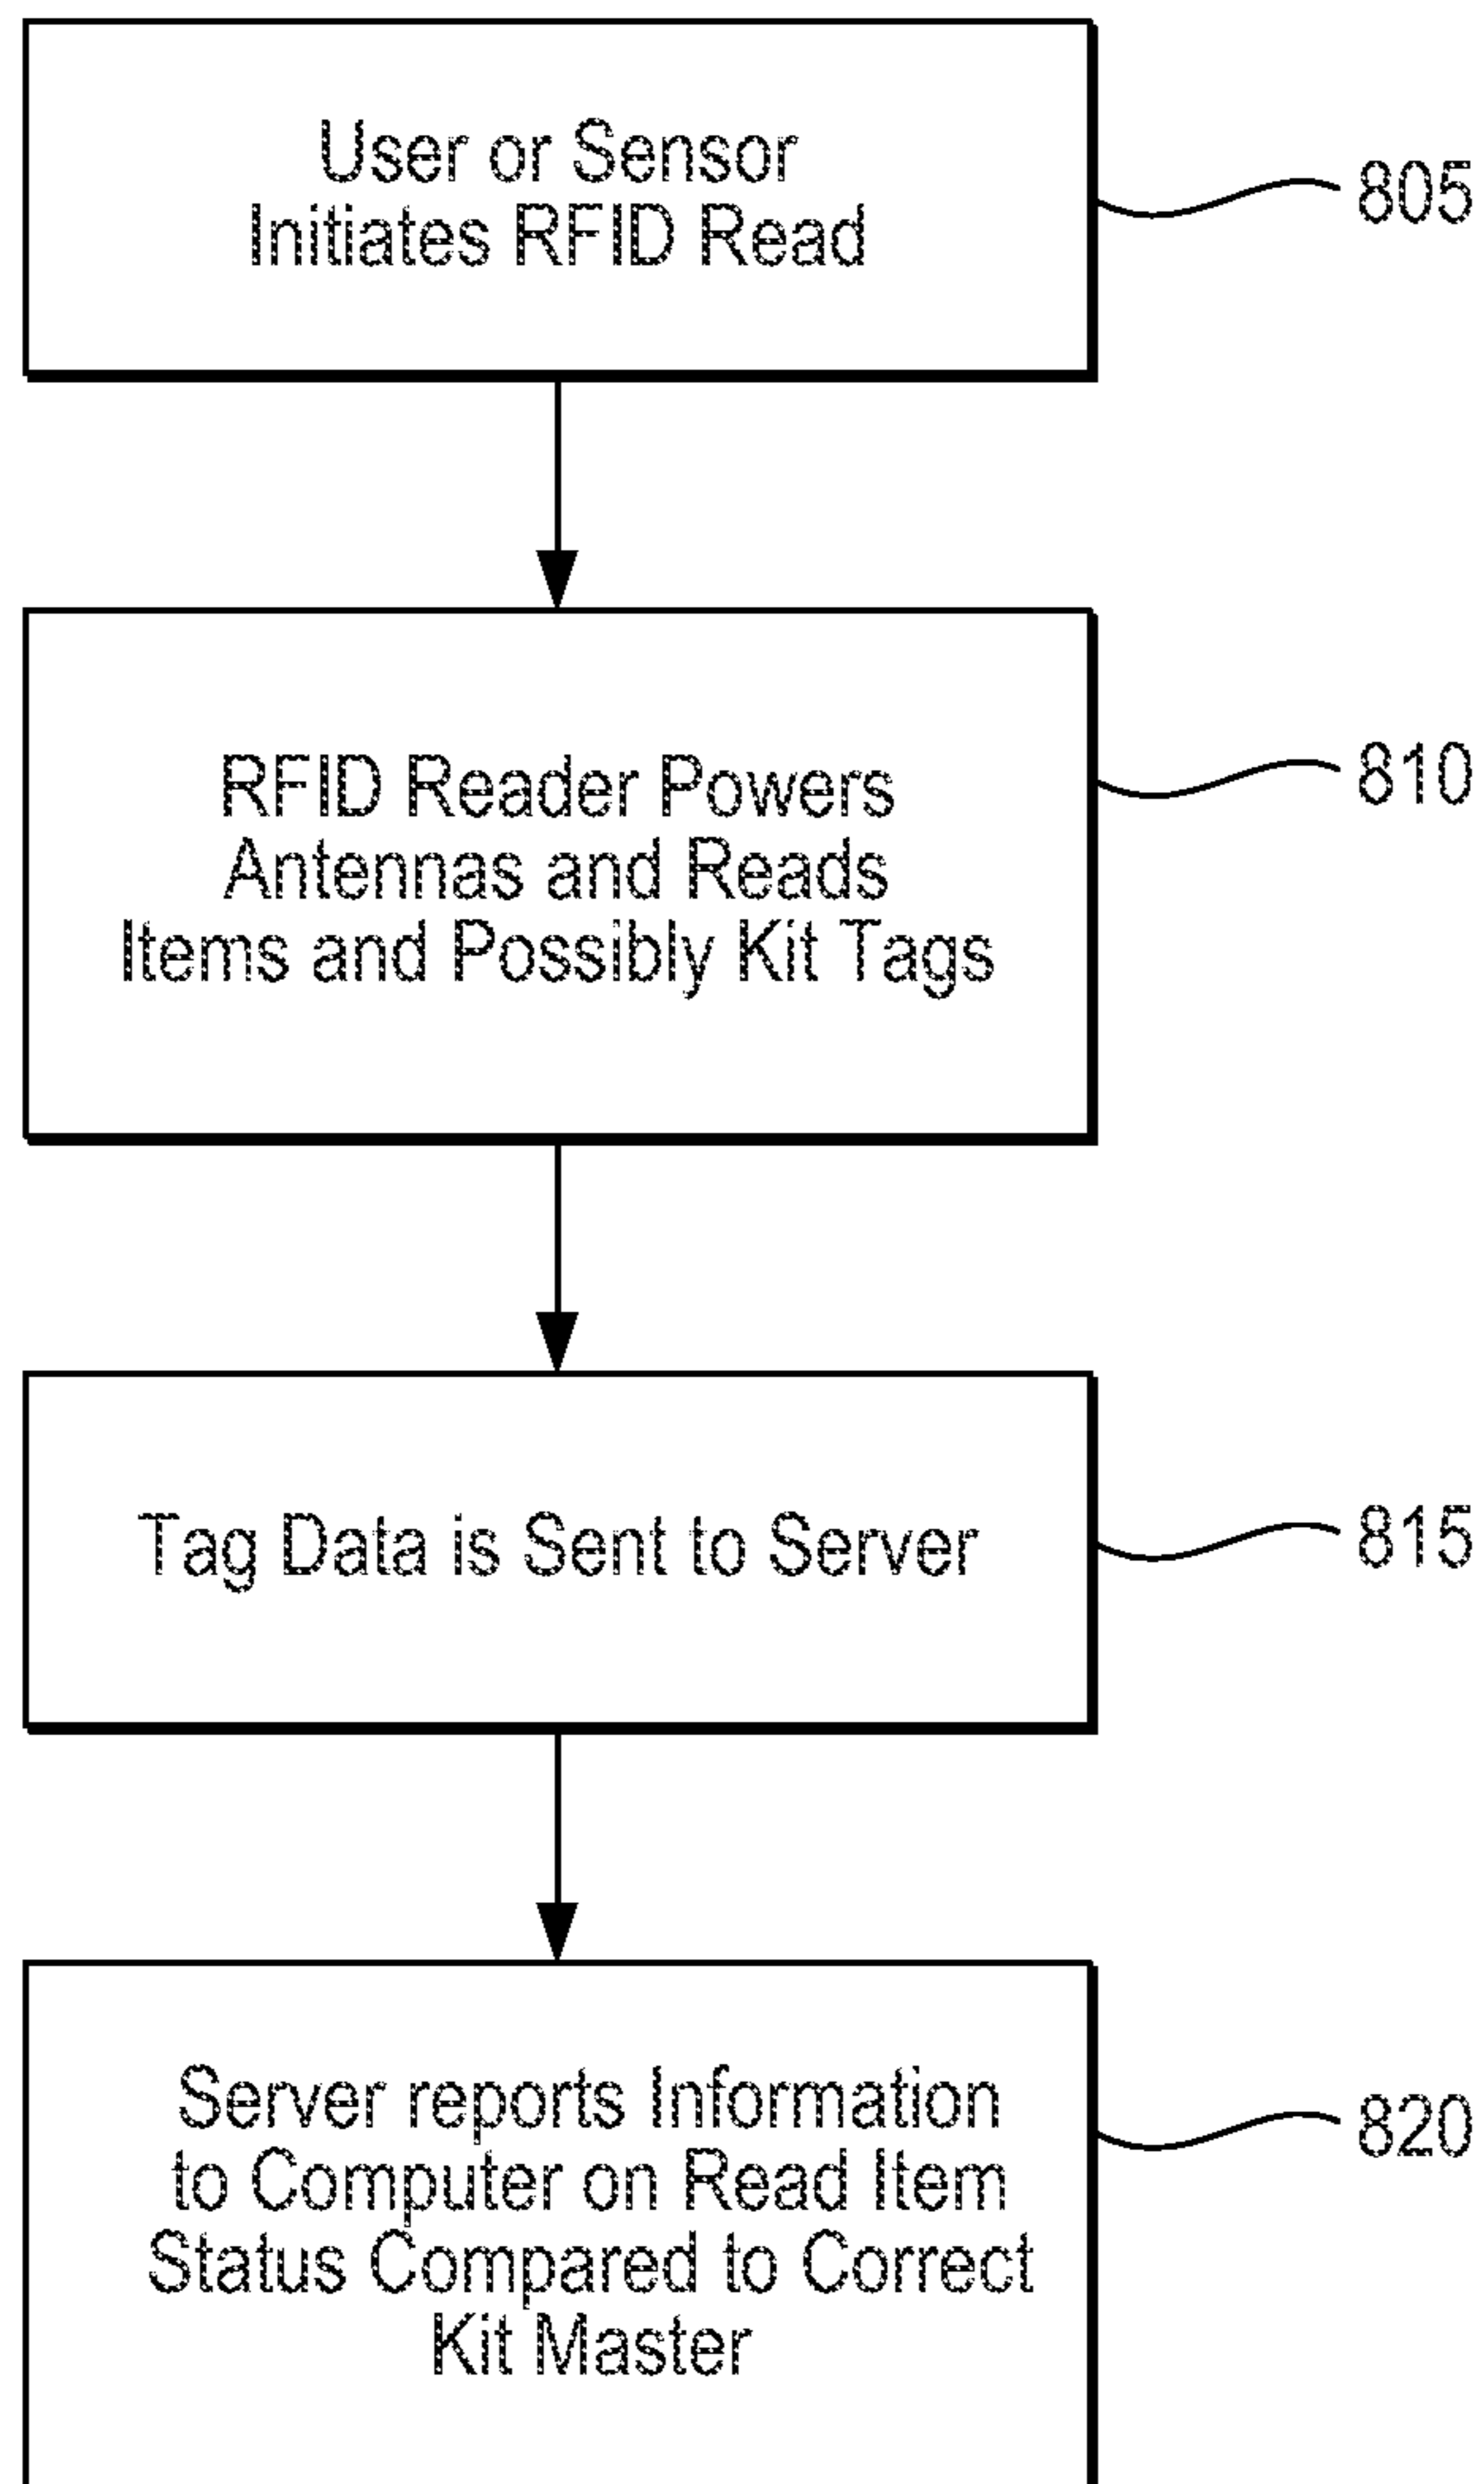 User or Sensor
Initiates RFID Read
805
RFID Reader Powers
Antennas and Reads
Items and Possibly Kit Tags
810
Tag Data is Sent to Server
815
Server reports Information
to Computer on Read Item
Status Compared to Correct
Kit Master
820